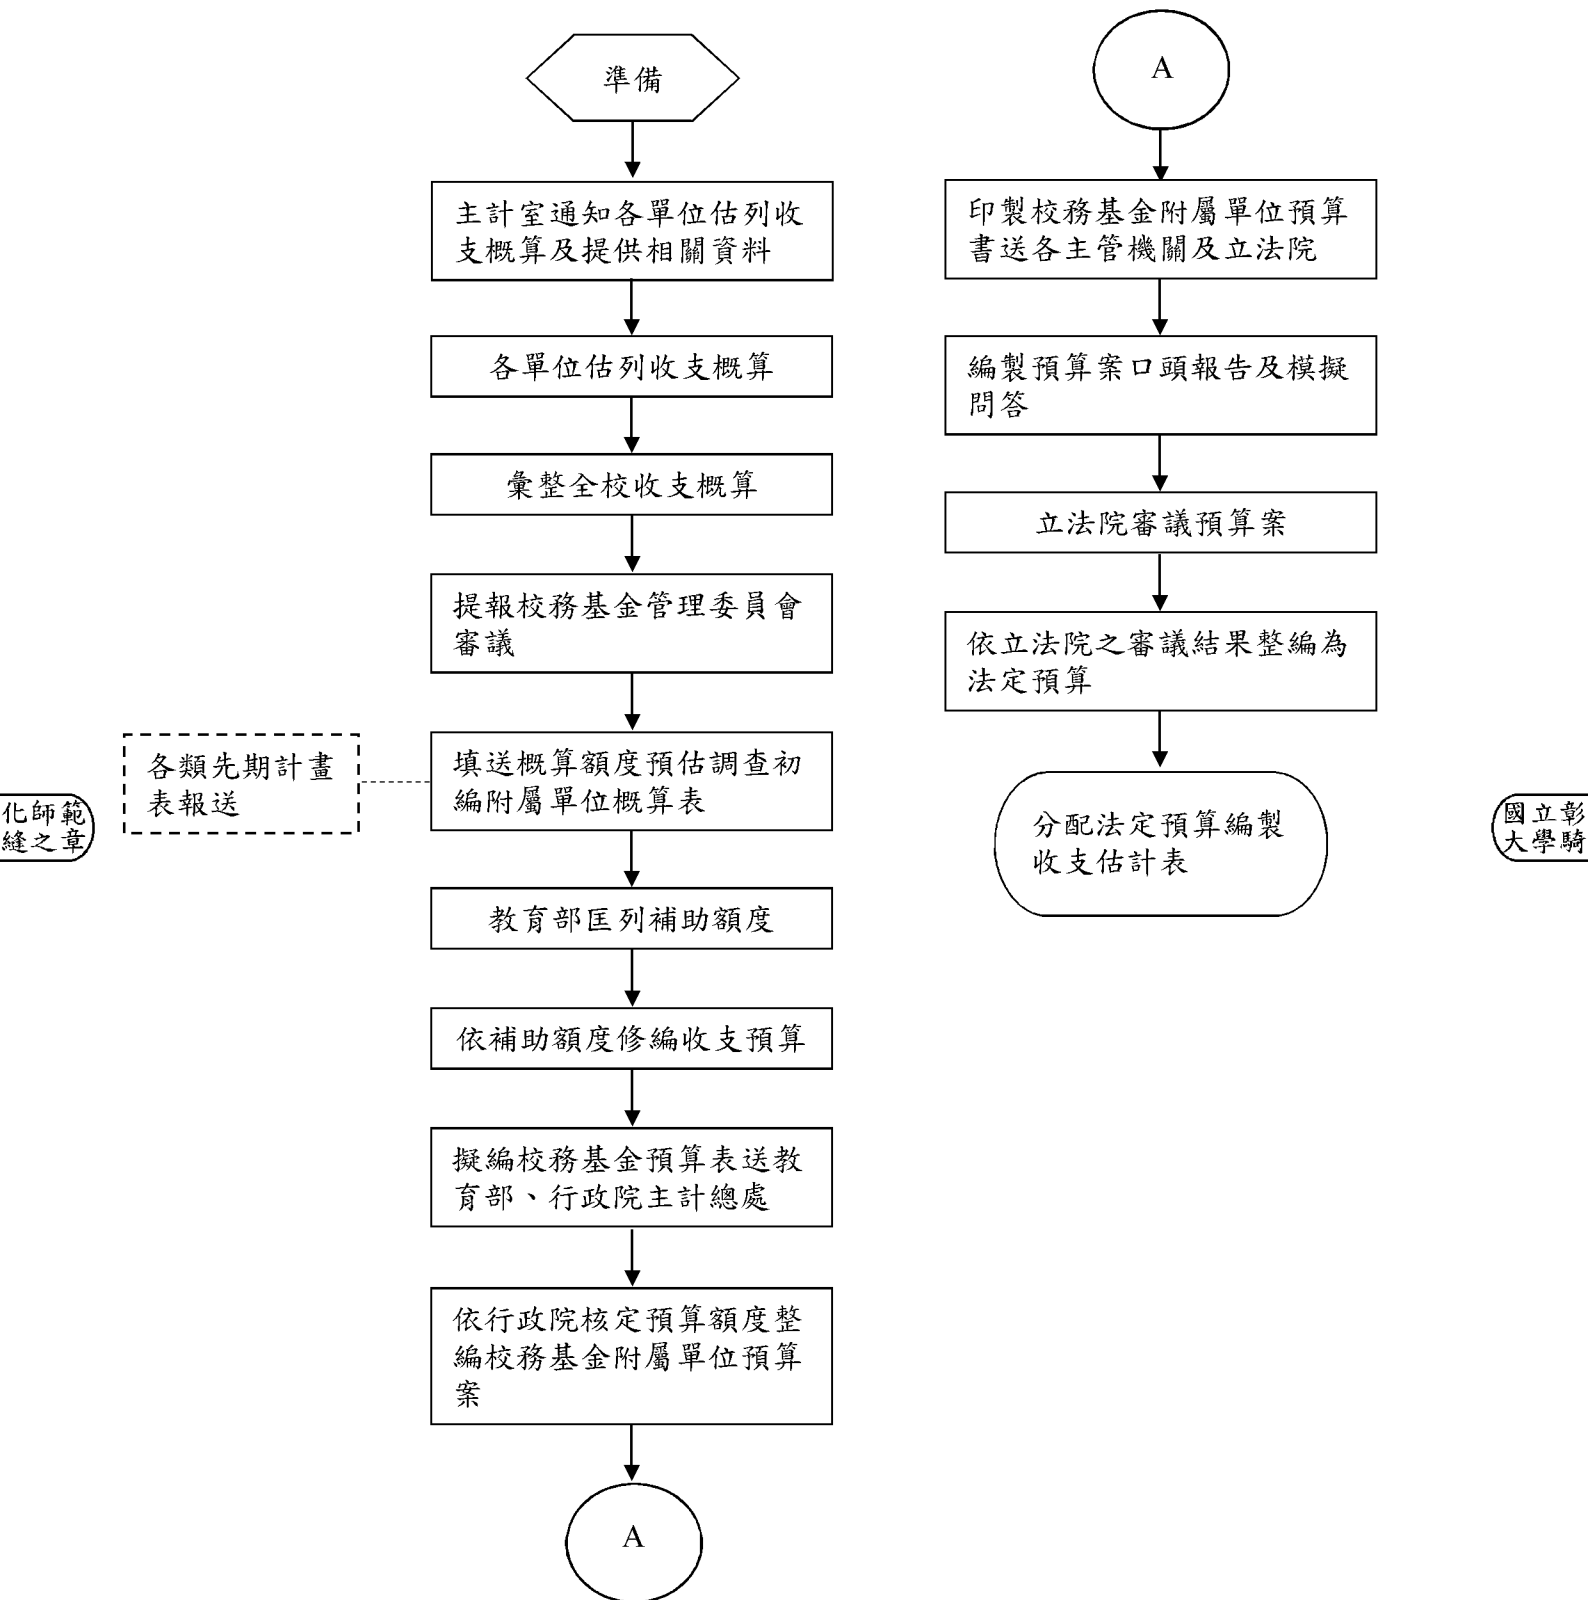 準備
主計室通知各單位估列收
支概算及提供相關資料
各單位估列收支概算
彙整全校收支概算
提報校務基金管理委員會
審議
各類先期計畫
表報送
填送概算額度預估調查初
編附屬單位概算表
化師範
縫之章
教育部匡列補助額度
依補助額度修編收支預算
擬編校務基金預算表送教
育部、行政院主計總處
依行政院核定預算額度整
編校務基金附屬單位預算
案
A
A
印製校務基金附屬單位預算
書送各主管機關及立法院
編製預算案口頭報告及模擬
問答
立法院審議預算案
依立法院之審議結果整編為
法定預算
分配法定預算編製
收支估計表
國立彰
大學騎